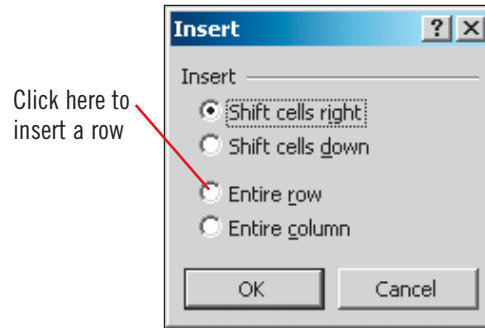 Insert
Insert
Click here to
insert a row
Shift cells right
Shift cells down
Entire row
Entire column
OK
Cancel